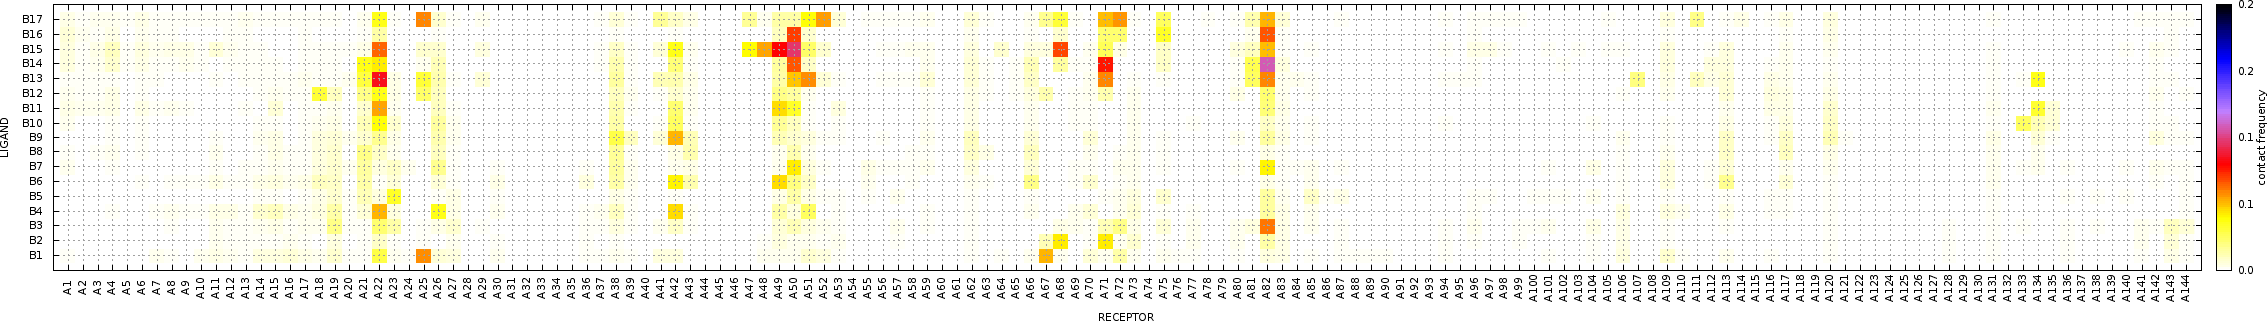 B17
B16
B15
B14
B13
B12
B11
B10
B9
B8
B7
B6
B5
B4
B3
B2
B1
LIGAND
A1 A2 A3 A4 A5 A6 A7 A8 A9 A10 A11 A12 A13 A14 A15 A16 A17 A18 A19 A20 A21 A22 A23 A24 A25 A26 A27 A28 A29 A30 A31 A32 A33 A34 A35 A36 A37 A38 A39 A40 A41 A42 A43 A44 A45 A46 A47 A48 A49 A50 A51 A52 A53 A54 A55 A56 A57 A58 A59 A60 A61 A62 A63 A64 A65 A66 A67 A68 A69 A70 A71 A72 A73 A74 A75 A76 A77 A78 A79 A80 A81 A82 A83 A84 A85 A86 A87 A88 A89 A90 A91 A92 A93 A94 A95 A96 A97 A98 A99 A100 A101 A102 A103 A104 A105 A106 A107 A108 A109 A110 A111 A112 A113 A114 A115 A116 A117 A118 A119 A120 A121 A122 A123 A124 A125 A126 A127 A128 A129 A130 A131 A132 A133 A134 A135 A136 A137 A138 A139 A140 A141 A142 A143 A144
RECEPTOR
0.2
0.2
0.1
0.1
0.0
contact frequency